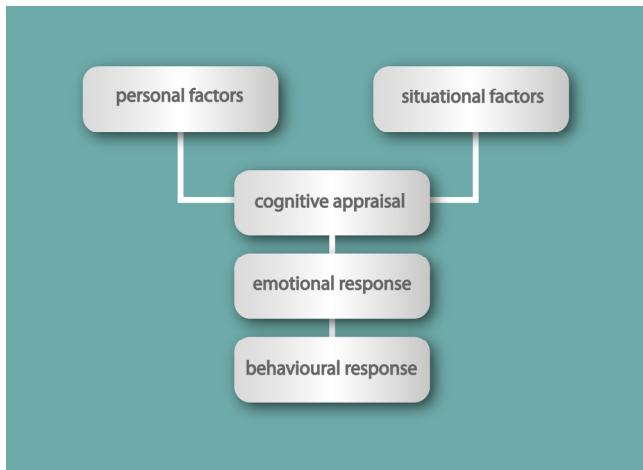 personal factors
situational factors
cognitive appraisal
emotional response
behavioural response